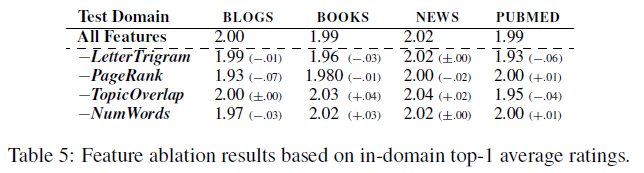 Test Domain BLOGS BOOKS NEWS PUBMED
All Features 2.00 1.99 2.02 1.99
−LetterTrigram 1.99 (−.01) 1.96 (−.03) 2.02 (±.00) 1.93 (−.06)
−PageRank 1.93 (−.07) 1.980 (−.01) 2.00 (−.02) 2.00 (+.01)
−TopicOverlap 2.00 (±.00) 2.03 (+.04) 2.04 (+.02) 1.95 (−.04)
−NumWords 1.97 (−.03) 2.02 (+.03) 2.02 (±.00) 2.00 (+.01)
Table 5: Feature ablation results based on in-domain top-1 average ratings.